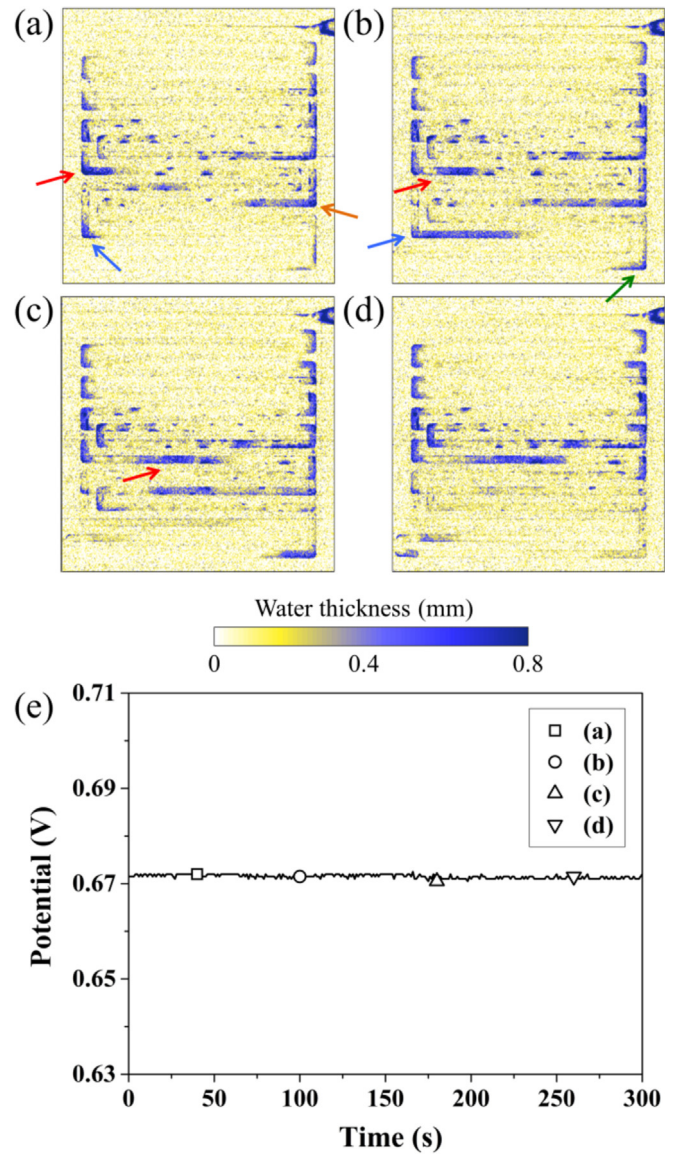 (a)
(b)
(c)
(d)
Water thickness (mm)
0
0.4
0.8
(e)
0.71
0.69
0.67
0.65
0.63
Potential (V)
(a)
(b)
(c)
(d)
0
50
100
150
200
250
300
Time (s)